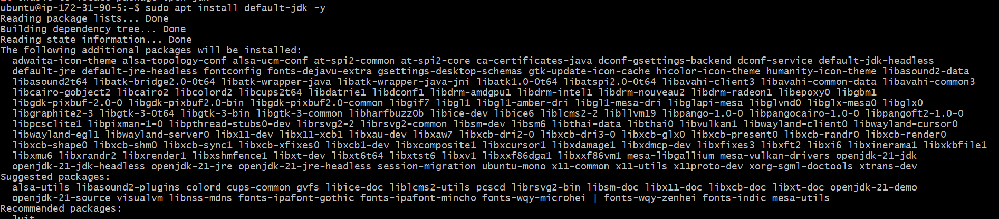 ubuntu@ip-172-31-90-5:~$ sudo apt install default-jdk -y
Reading package lists... Done
Building dependency tree... Done
Reading state information... Done
The following additional packages will be installed:
adwaita-icon-theme alsa-topology-conf alsa-ucm-conf at-spi2-common at-spi2-core ca-certificates-java dconf-gsettings-backend dconf-service default-jdk-headless
default-jre default-jre-headless fontconfig fonts-dejavu-extra gsettings-desktop-schemas gtk-update-icon-cache hicolor-icon-theme humanity-icon-theme libasound2-data
libasound2t64 libatk-bridge2.0-0t64 libatk-wrapper-java libatk-wrapper-java-jni libatk1.0-0t64 libatspi2.0-0t64 libavahi-client3 libavahi-common-data libavahi-common3
libcairo-gobject2 libcairo2 libcolord2 libcups2t64 libdatrie1 libdconf1 libdrm-amdgpu1 libdrm-intel1 libdrm-nouveau2 libdrm-radeon1 libepoxy0 libgbm1
libgdk-pixbuf-2.0-0 libgdk-pixbuf2.0-bin libgdk-pixbuf2.0-common libgif7 libgl1 libgl1-amber-dri libgl1-mesa-dri libglapi-mesa libglvnd0 libglx-mesa0 libglx0
libgraphite2-3 libgtk-3-0t64 libgtk-3-bin libgtk-3-common libharfbuzz0b libice-dev libice6 liblcms2-2 libllvm19 libpango-1.0-0 libpangocairo-1.0-0 libpangoft2-1.0-0
libpcsclite1 libpixman-1-0 libpthread-stubs0-dev librsvg2-2 librsvg2-common libsm-dev libsm6 libthai-data libthai0 libvulkan1 libwayland-client0 libwayland-cursor0
libwayland-egl1 libwayland-server0 libx11-dev libx11-xcb1 libxau-dev libxaw7 libxcb-dri2-0 libxcb-dri3-0 libxcb-glx0 libxcb-present0 libxcb-randr0 libxcb-render0
libxcb-shape0 libxcb-shm0 libxcb-sync1 libxcb-xfixes0 libxcb1-dev libxcomposite1 libxcursor1 libxdamage1 libxdmcp-dev libxfixes3 libxft2 libxi6 libxinerama1 libxkbfile1
libxmu6 libxrandr2 libxrender1 libxshmfence1 libxt-dev libxt6t64 libxtst6 libxv1 libxxf86dga1 libxxf86vm1 mesa-libgallium mesa-vulkan-drivers openjdk-21-jdk
openjdk-21-jdk-headless openjdk-21-jre openjdk-21-jre-headless session-migration ubuntu-mono x11-common x11-utils x11proto-dev xorg-sgml-doctools xtrans-dev
Suggested packages:
alsa-utils libasound2-plugins colord cups-common gvfs libice-doc liblcms2-utils pcscd librsvg2-bin libsm-doc libx11-doc libxcb-doc libxt-doc openjdk-21-demo
openjdk-21-source visualvm libnss-mdns fonts-ipafont-gothic fonts-ipafont-mincho fonts-wqy-microhei | fonts-wqy-zenhei fonts-indic mesa-utils
Recommended packages:
luit